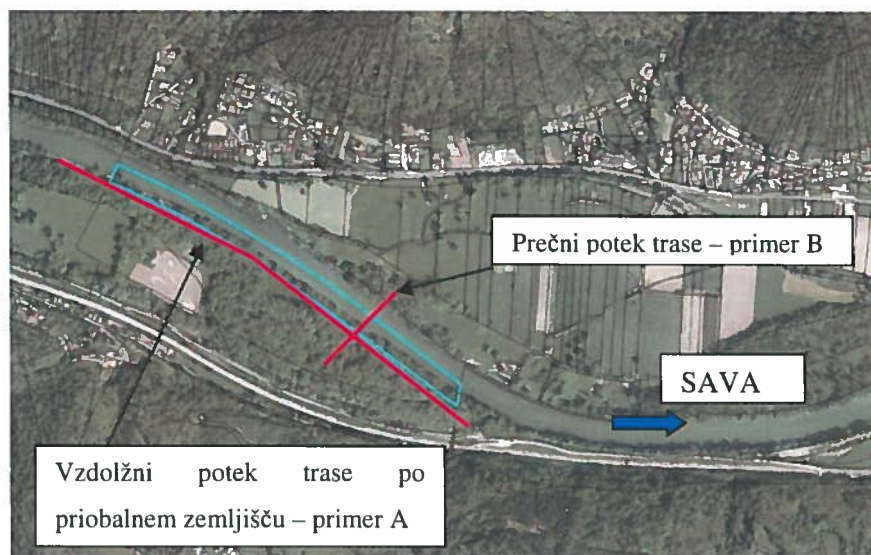 Prečni potek trase – primer B
SAVA
Vzdolžni potek trase po
priobalnem zemljišču – primer A